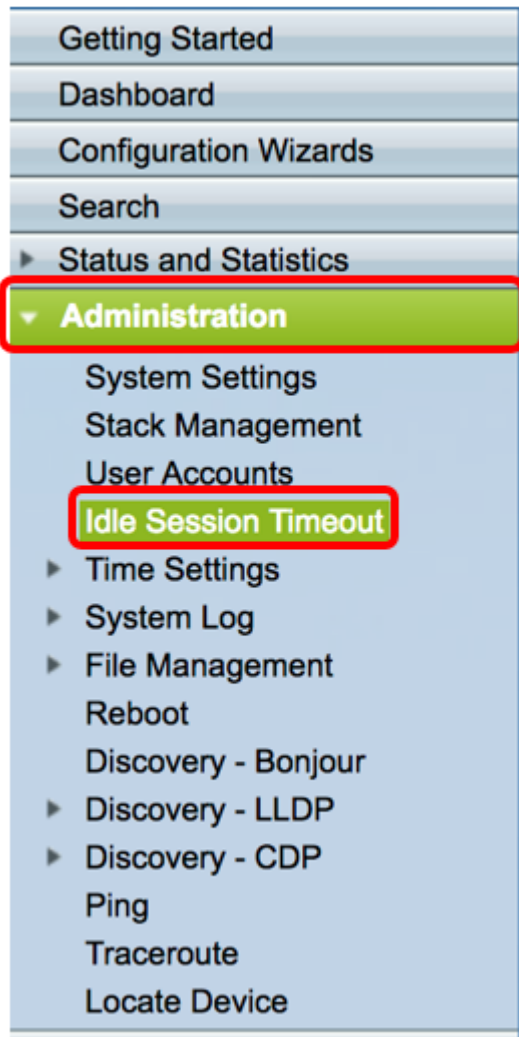 Getting Started
Dashboard
Configuration Wizards
Search
Status and Statistics
Administration
System Settings
Stack Management
User Accounts
Idle Session Timeout
Time Settings
System Log
File Management
Reboot
Discovery - Bonjour
Discovery - LLDP
Discovery - CDP
Ping
Traceroute
Locate Device